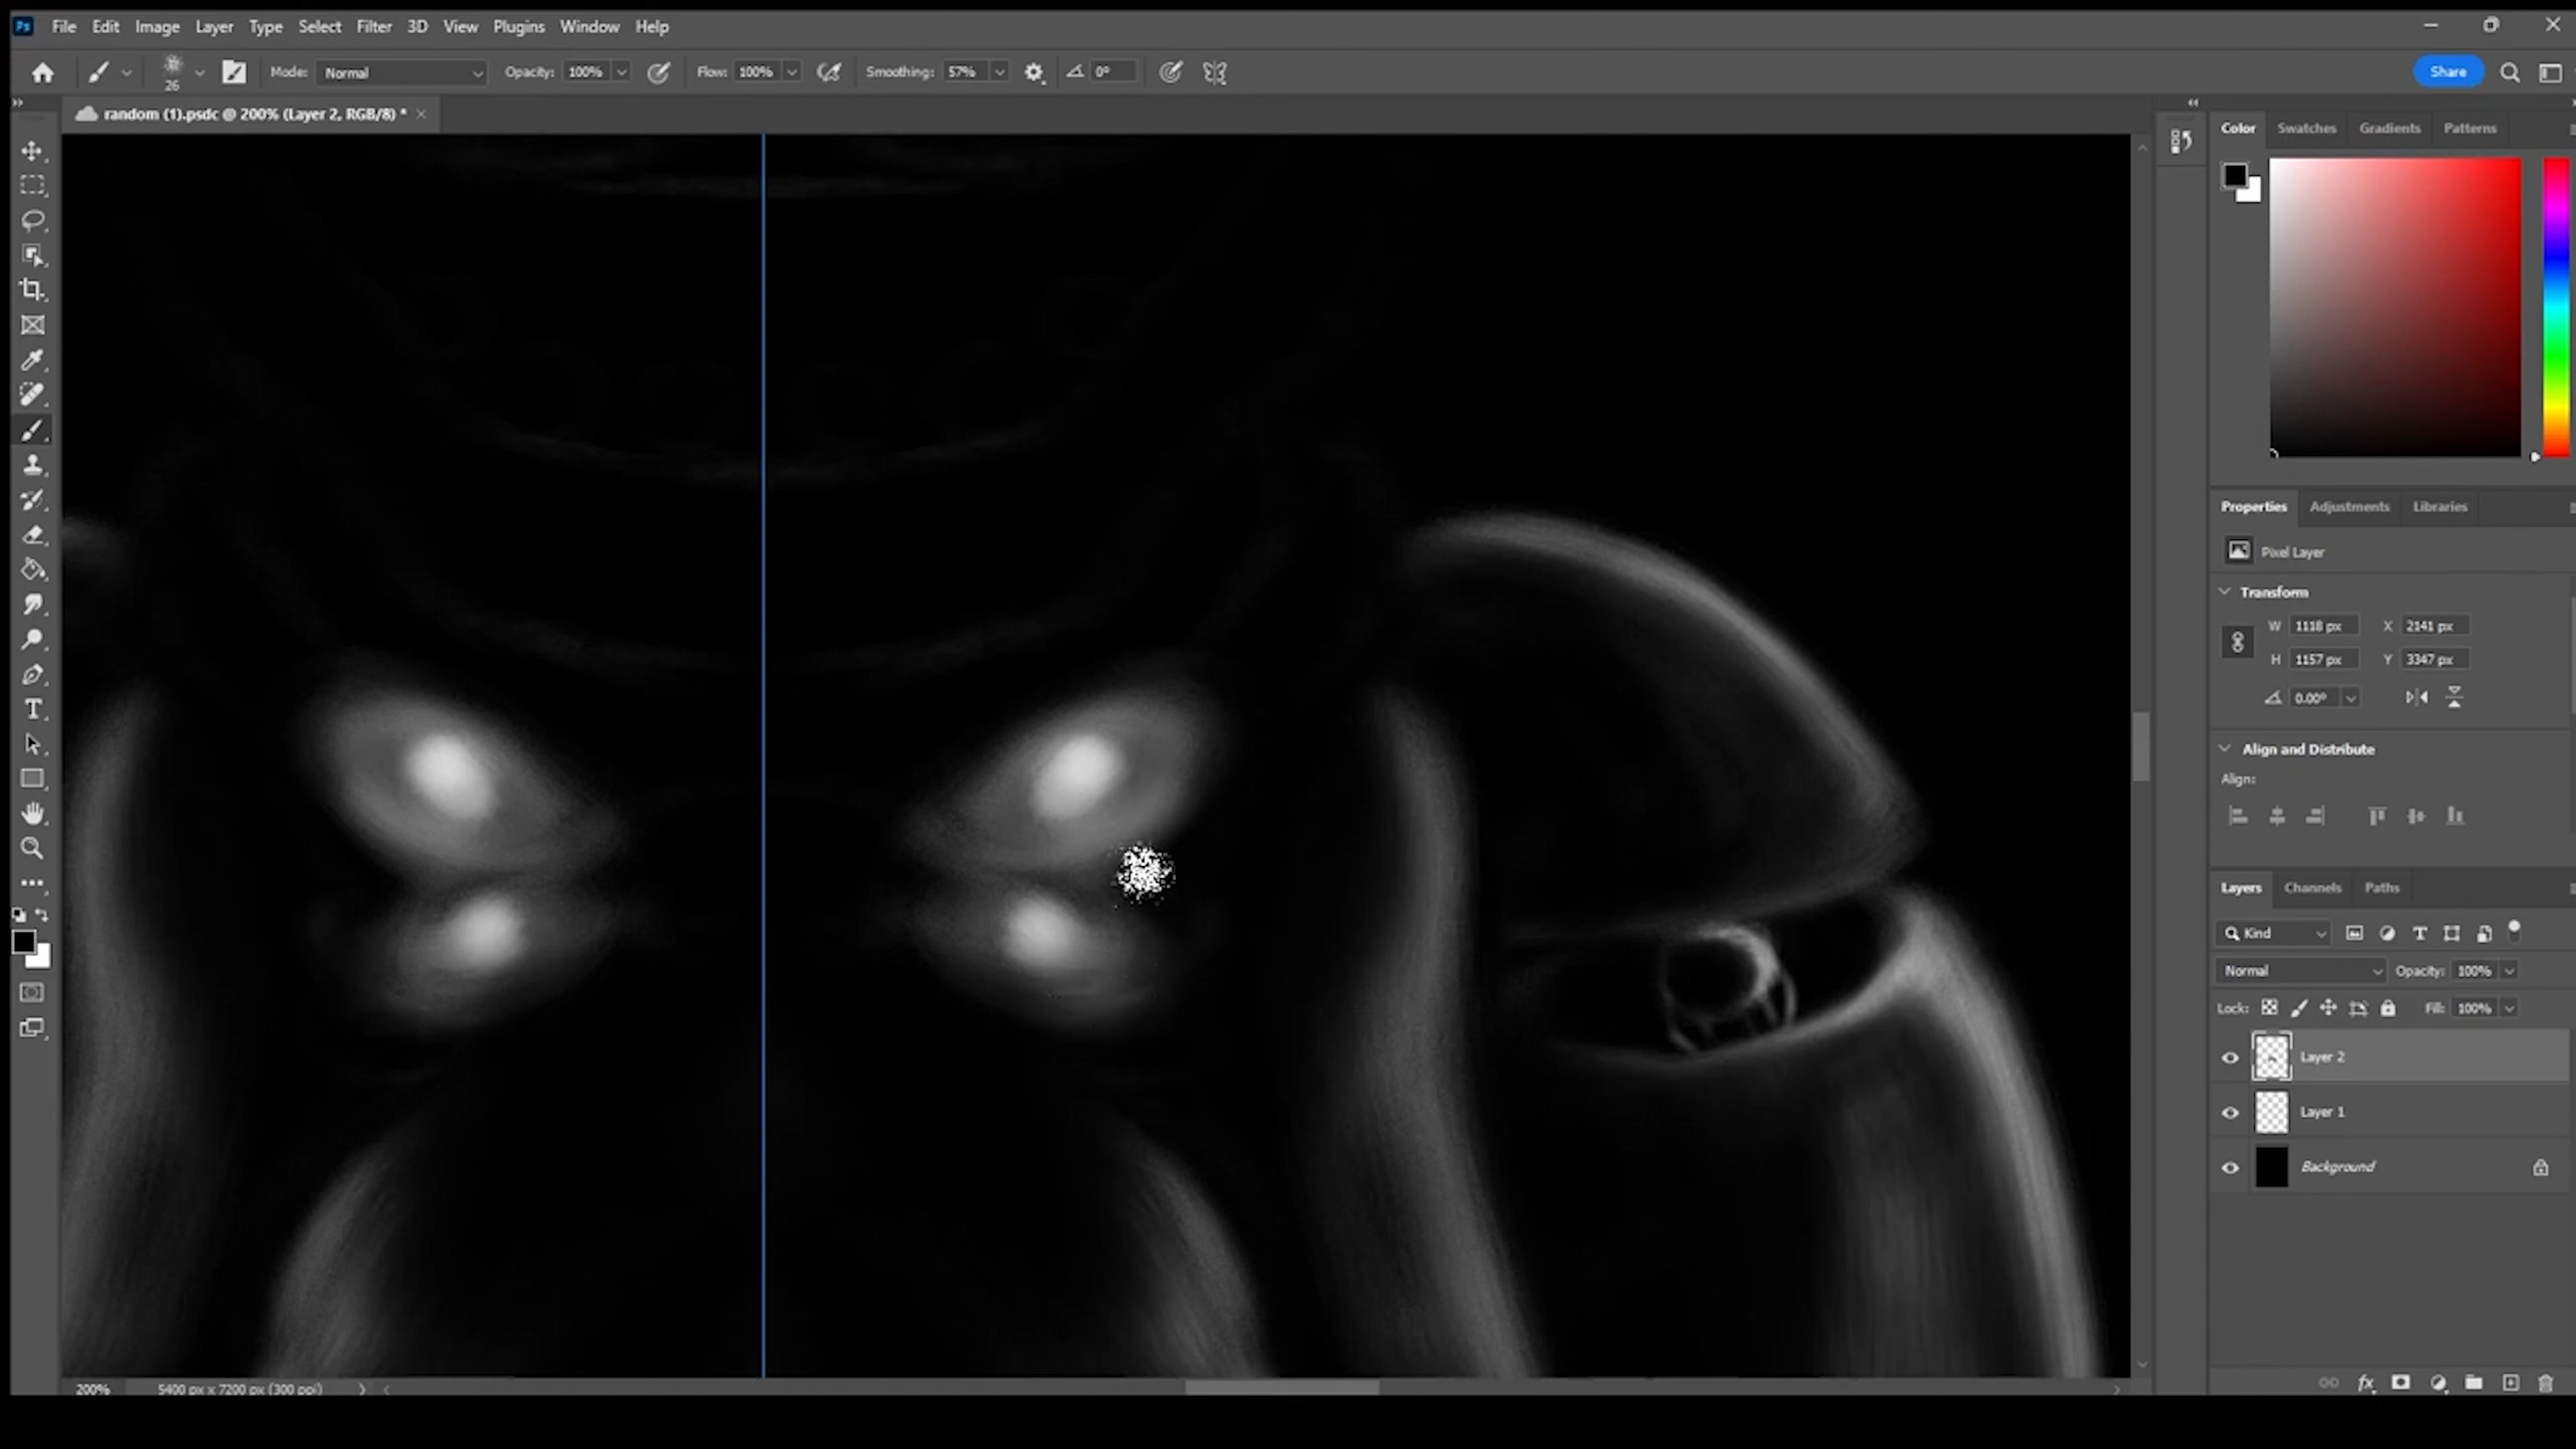 Ps File Edit Image Layer Type Select Filter 3D View Plugins Window Help
26 Mode: Normal Opacity: 100% Flow: 100% Smoothing: 57% 0° Share
random (1).psdc @ 200% (Layer 2, RGB/8) *
Color Swatches Gradients Patterns
Properties Adjustments Libraries
Pixel Layer
Transform
W 1118 px X 2141 px
H 1157 px Y 3347 px
0.00°
Align and Distribute
Align:
Layers Channels Paths
Kind
Normal Opacity: 100%
Lock: Fill: 100%
Layer 2
Layer 1
Background
200% 5400 px x 7200 px (300 ppi)